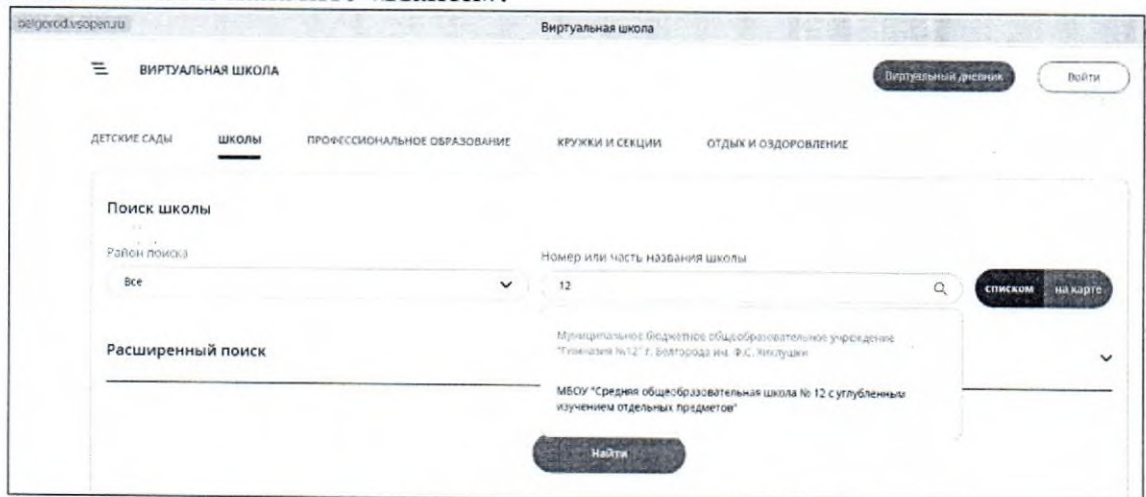 belgorod.vsopen.ru
Виртуальная школа
ВИРТУАЛЬНАЯ ШКОЛА
Виртуальный дневник
Войти
ДЕТСКИЕ САДЫ ШКОЛЫ ПРОФЕССИОНАЛЬНОЕ ОБРАЗОВАНИЕ КРУЖКИ И СЕКЦИИ ОТДЫХ И ОЗДОРОВЛЕНИЕ
Поиск школы
Район поиска
Все
Номер или часть названия школы
12
списком на карте
Муниципальное бюджетное общеобразовательное учреждение
"Гимназия №12" г. Белгорода им. Ф.С. Хихлушки
Расширенный поиск
МБОУ "Средняя общеобразовательная школа № 12 с углубленным
изучением отдельных предметов"
Найти